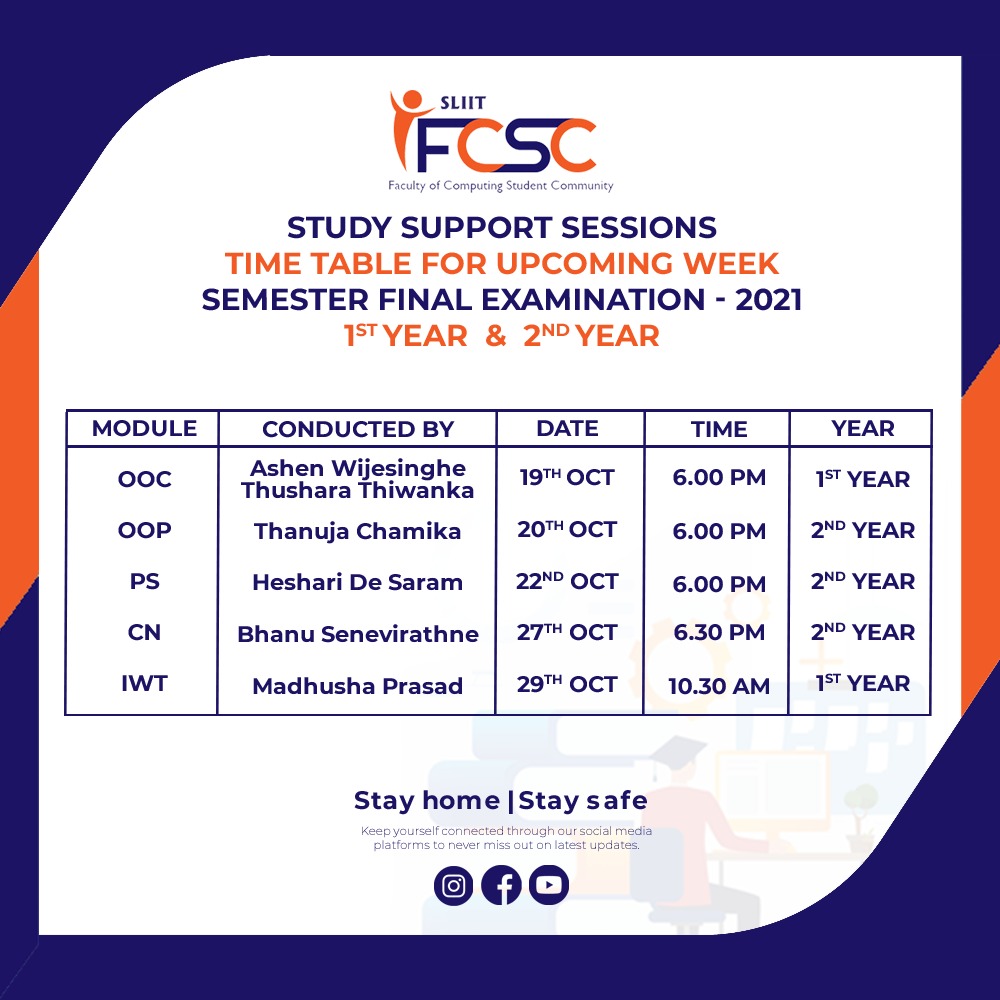 SLIIT
FCSC
Faculty of Computing Student Community
STUDY SUPPORT SESSIONS
TIME TABLE FOR UPCOMING WEEK
SEMESTER FINAL EXAMINATION - 2021
1ST YEAR & 2ND YEAR
MODULE CONDUCTED BY DATE TIME YEAR
OOC Ashen Wijesinghe 19TH OCT 6.00 PM 1ST YEAR
Thushara Thiwanka
OOP Thanuja Chamika 20TH OCT 6.00 PM 2ND YEAR
PS Heshari De Saram 22ND OCT 6.00 PM 2ND YEAR
CN Bhanu Senevirathne 27TH OCT 6.30 PM 2ND YEAR
IWT Madhusha Prasad 29TH OCT 10.30 AM 1ST YEAR
Stay home | Stay safe
Keep yourself connected through our social media
platforms to never miss out on latest updates.